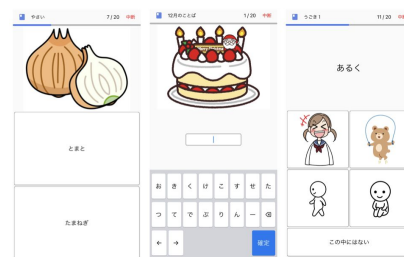 やさい
7/20 中断
とまと
たまねぎ
12月のことば
1/20 中断
お き く け こ す せ た
つ て で ぶ り ん ー
← → 確定
うごき1
11/20 中断
あるく
この中にはない